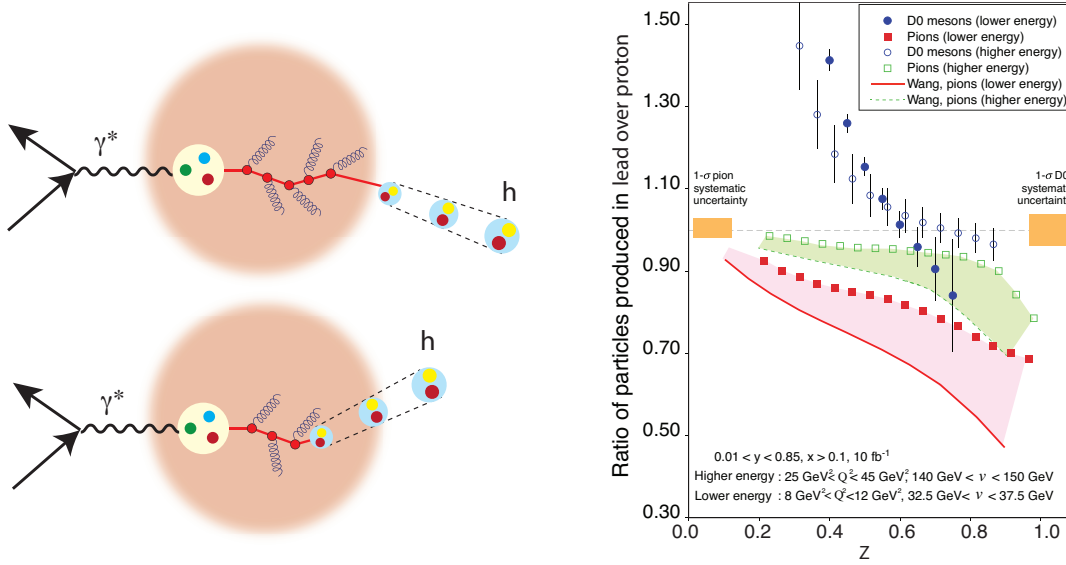 γ*
h
γ*
h
Ratio of particles produced in lead over proton
1.50
1.30
1.10
0.90
0.70
0.50
0.30
D0 mesons (lower energy)
Pions (lower energy)
D0 mesons (higher energy)
Pions (higher energy)
Wang, pions (lower energy)
Wang, pions (higher energy)
1-σ pion
systematic
uncertainty
1-σ D0
systemat
uncertaint
0.01 < y < 0.85, x > 0.1, 10 fb⁻¹
Higher energy : 25 GeV²< Q²< 45 GeV², 140 GeV < ν < 150 GeV
Lower energy : 8 GeV²< Q²<12 GeV², 32.5 GeV< ν < 37.5 GeV
0.0 0.2 0.4 0.6 0.8 1.0
Z